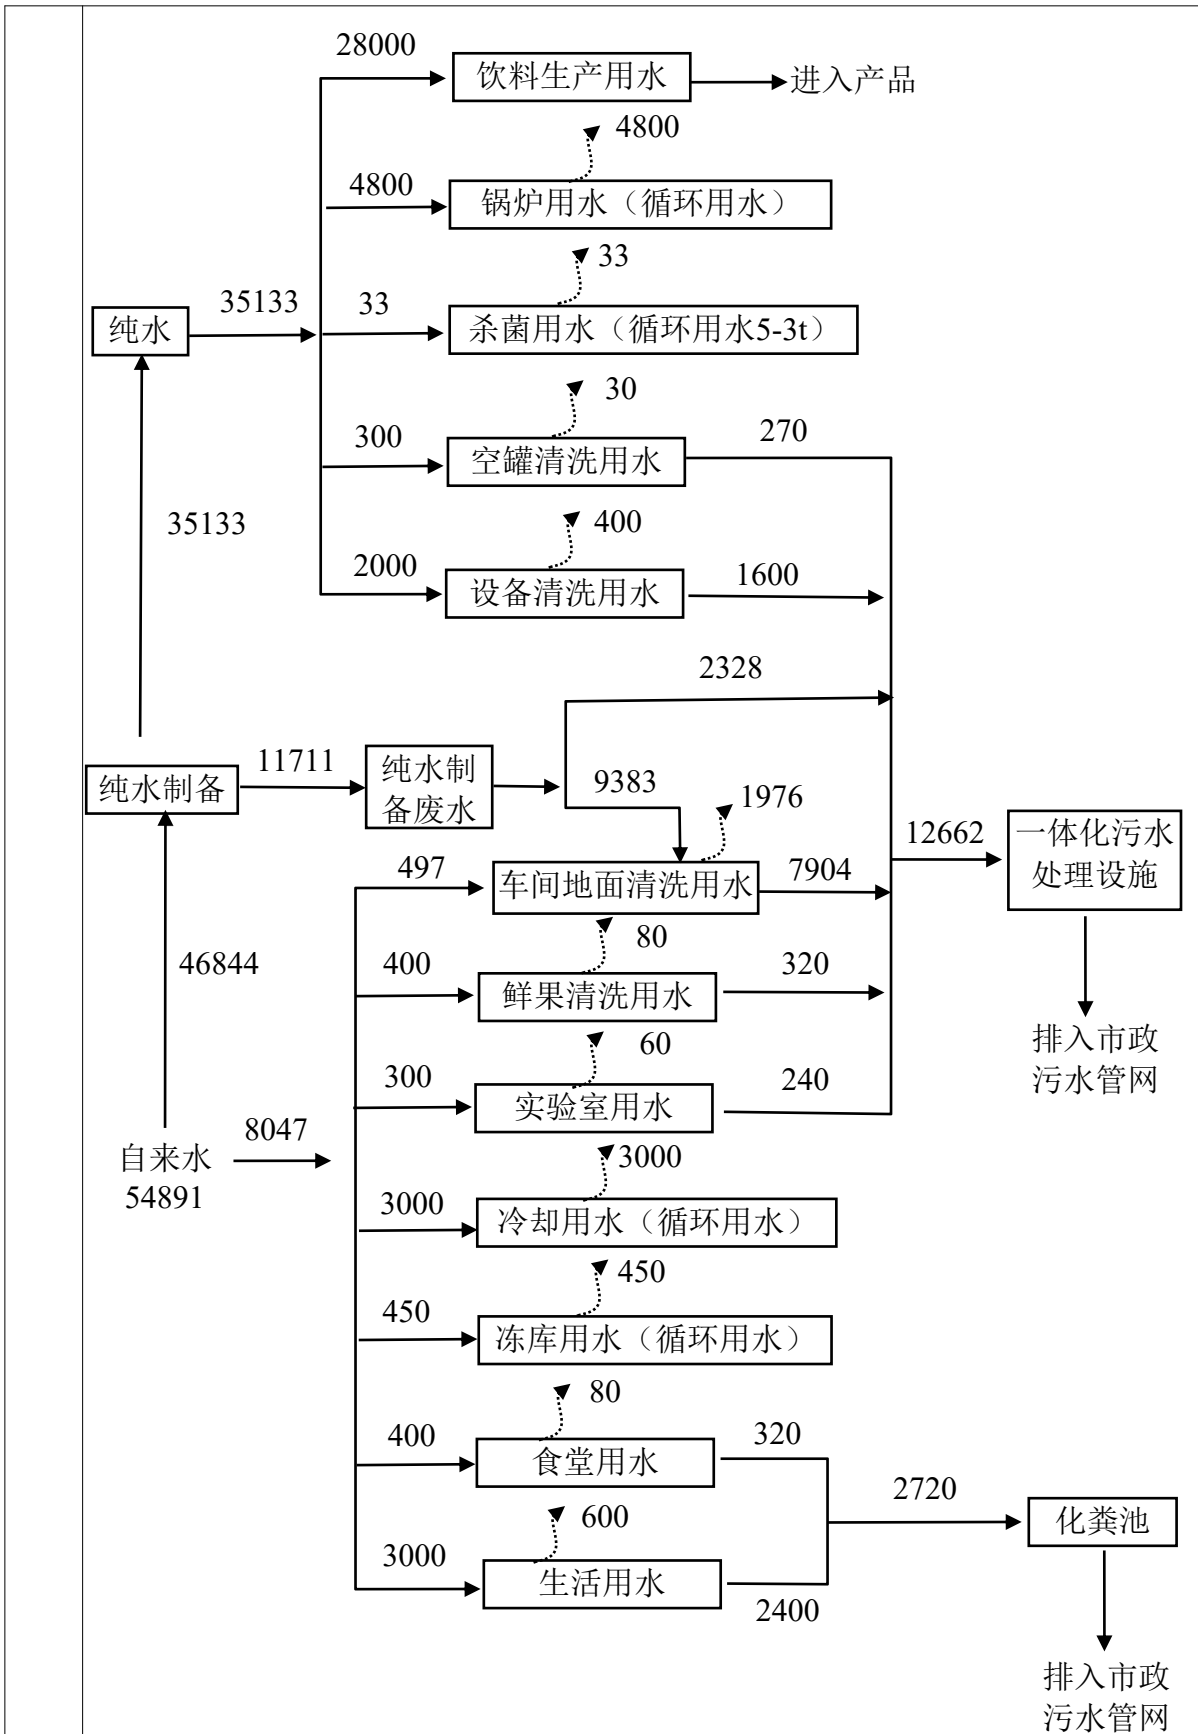 28000
饮料生产用水
进入产品
4800
4800
锅炉用水（循环用水）
33
35133
33
纯水
杀菌用水（循环用水5-3t）
30
300
270
空罐清洗用水
35133
400
2000
1600
设备清洗用水
2328
11711
纯水制备
纯水制
备废水
9383
1976
12662
一体化污水
处理设施
497
7904
车间地面清洗用水
80
46844
400
320
鲜果清洗用水
排入市政
污水管网
60
300
240
实验室用水
8047
自来水
54891
3000
3000
冷却用水（循环用水）
450
450
冻库用水（循环用水）
80
400
320
食堂用水
2720
600
化粪池
3000
生活用水
2400
排入市政
污水管网